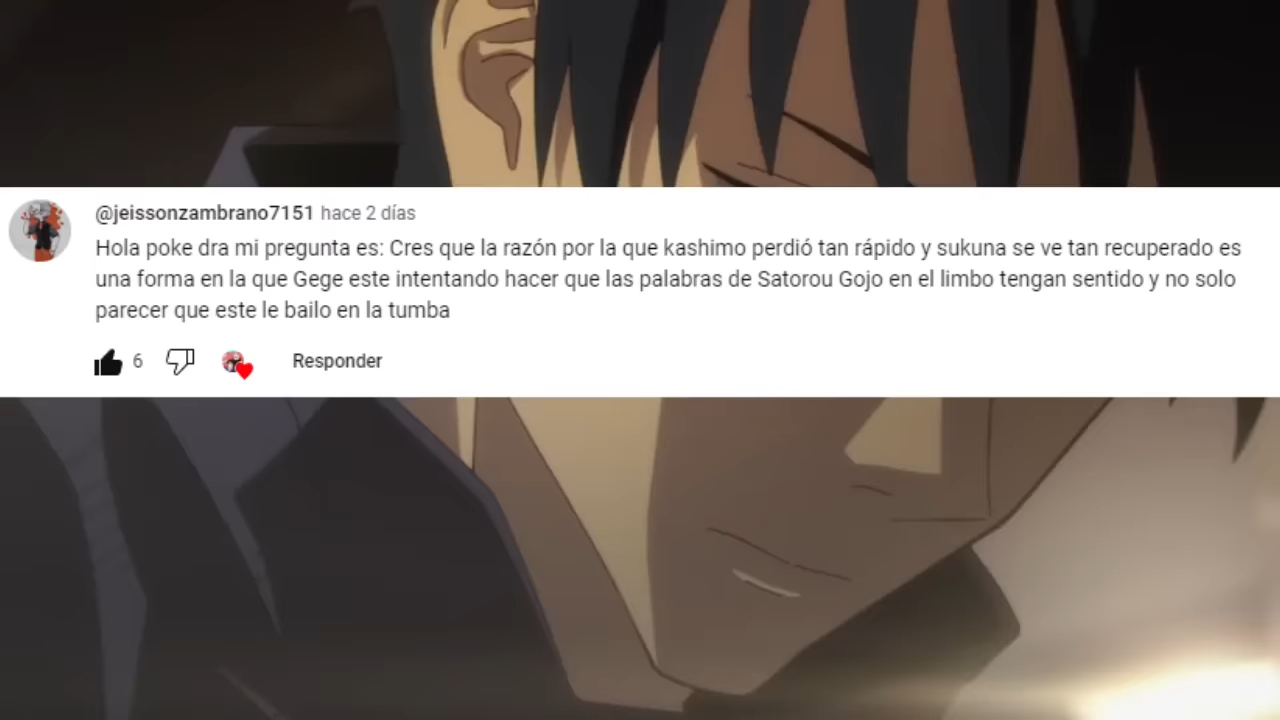 @jeissonzambrano7151 hace 2 días
Hola poke dra mi pregunta es: Cres que la razón por la que kashimo perdió tan rápido y sukuna se ve tan recuperado es
una forma en la que Gege este intentando hacer que las palabras de Satorou Gojo en el limbo tengan sentido y no solo
parecer que este le bailo en la tumba
6 Responder